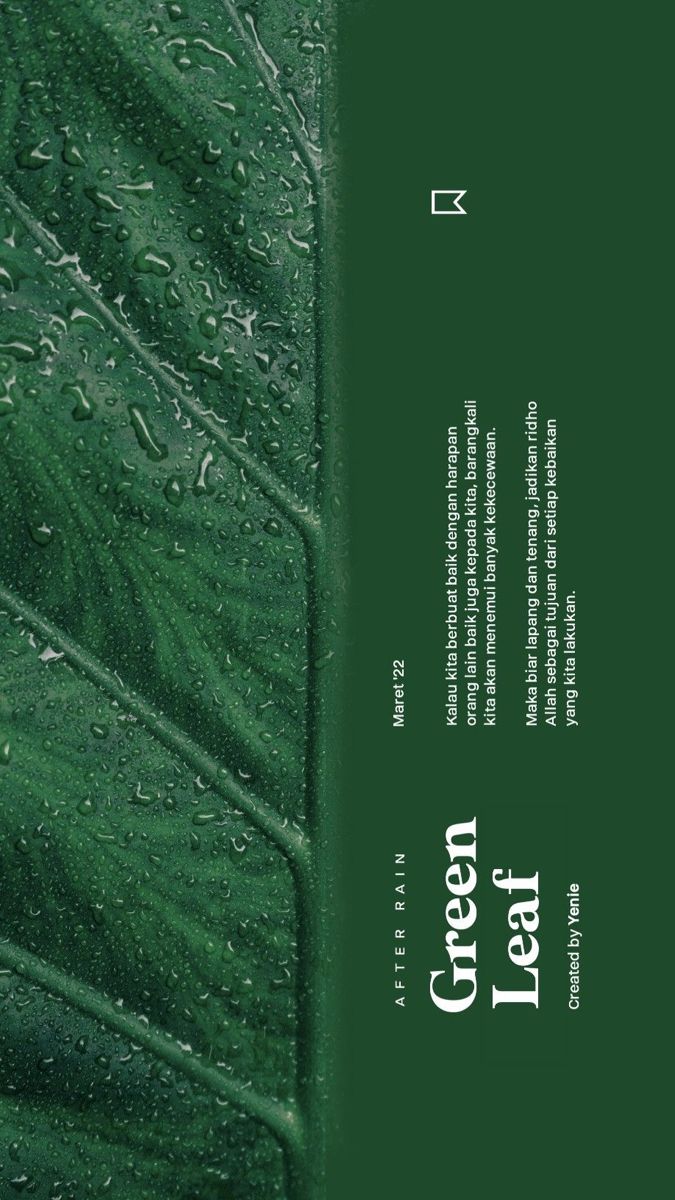 AFTER RAIN
Green
Leaf
Created by Yenie
Maret '22
Kalau kita berbuat baik dengan harapan
orang lain baik juga kepada kita, barangkali
kita akan menemui banyak kekecewaan.
Maka biar lapang dan tenang, jadikan ridho
Allah sebagai tujuan dari setiap kebaikan
yang kita lakukan.